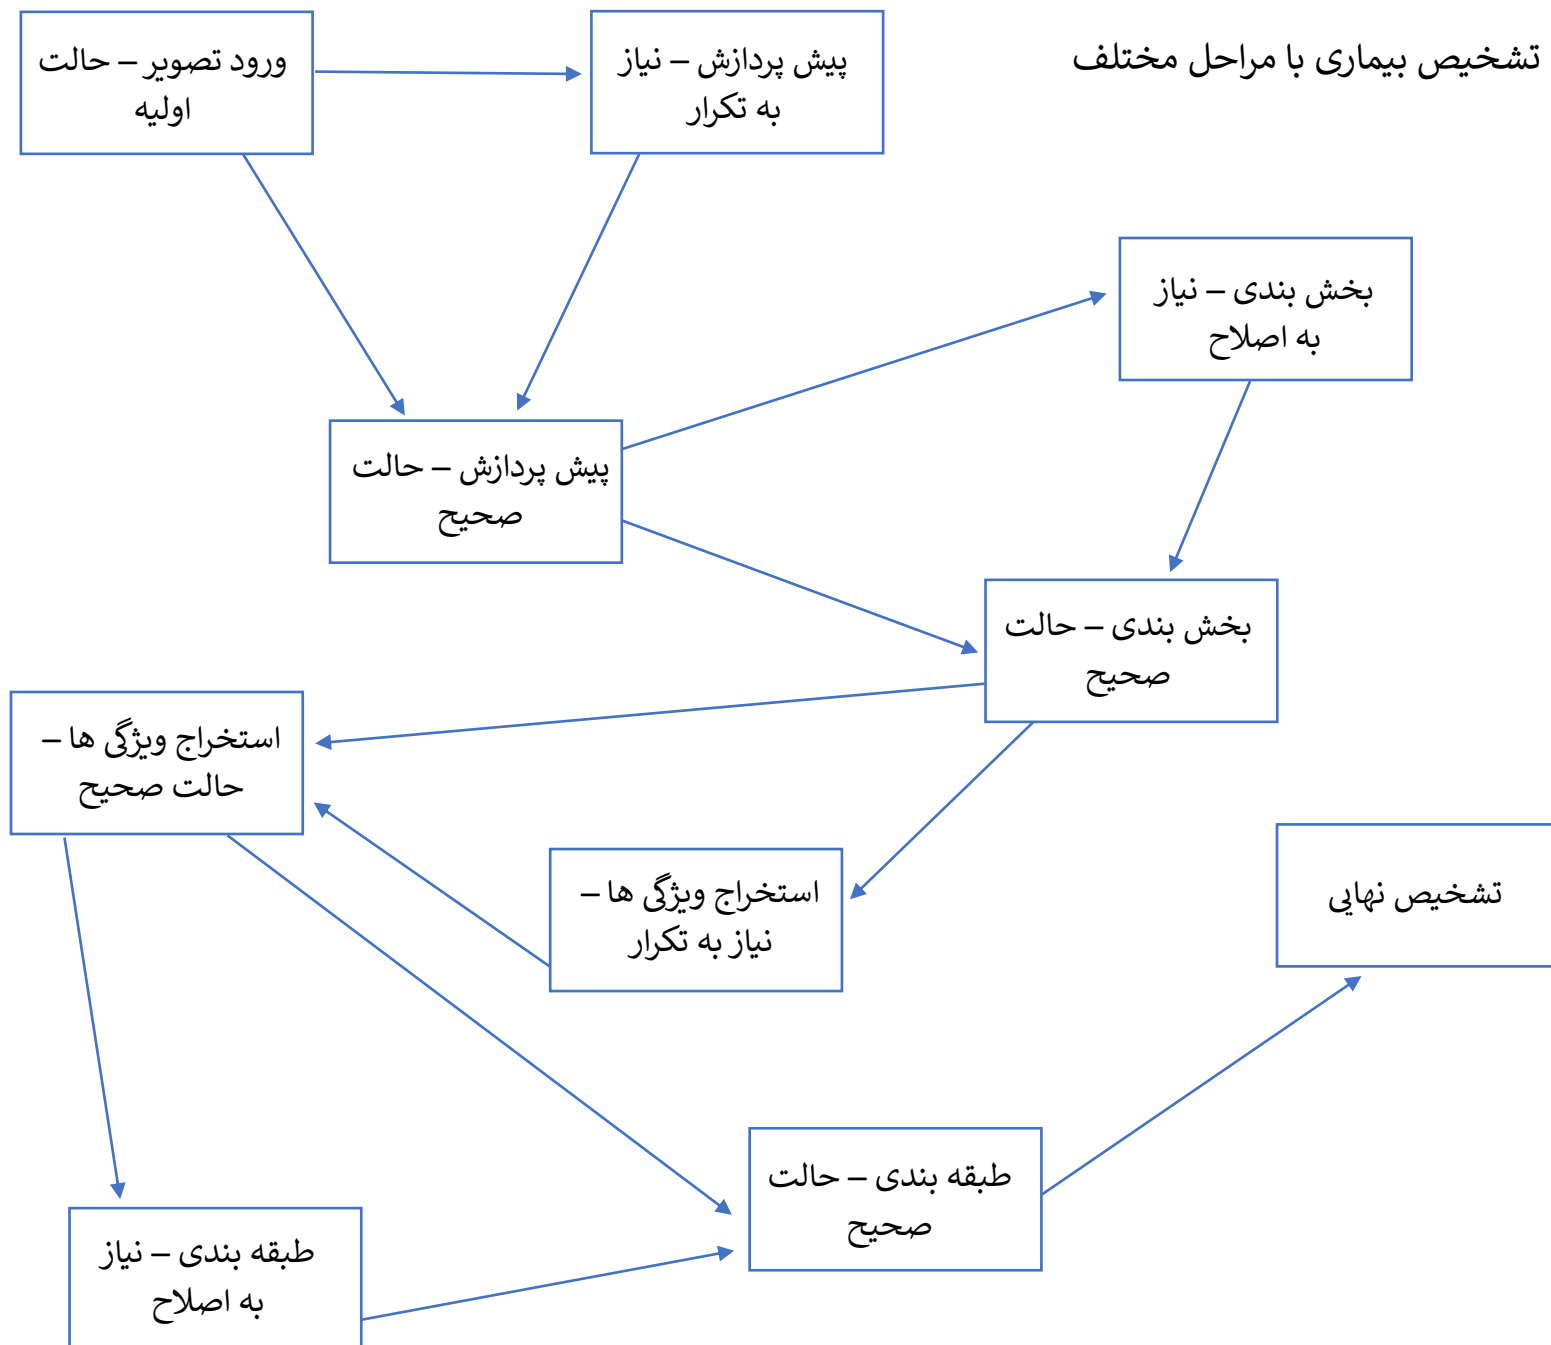 تشخیص بیماری با مراحل مختلف
ورود تصویر – حالت
اولیه
پیش پردازش – نیاز
به تکرار
بخش بندی – نیاز
به اصلاح
پیش پردازش – حالت
صحیح
بخش بندی – حالت
صحیح
استخراج ویژگی ها –
حالت صحیح
استخراج ویژگی ها –
نیاز به تکرار
تشخیص نهایی
طبقه بندی – حالت
صحیح
طبقه بندی – نیاز
به اصلاح